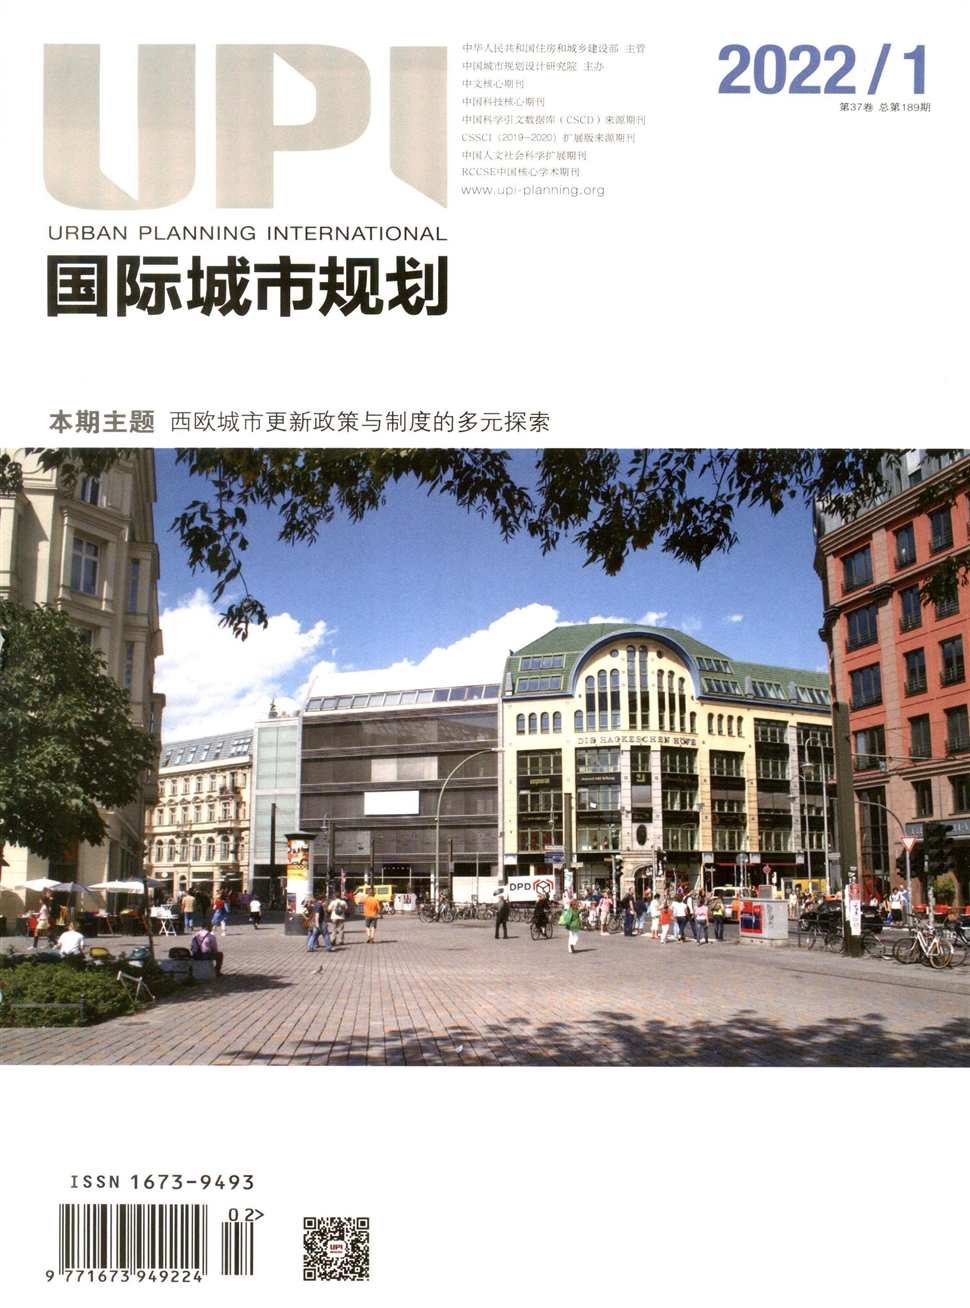 UPI
中华人民共和国住房和城乡建设部 主管
中国城市规划设计研究院 主办
中文核心期刊
中国科技核心期刊
中国科学引文数据库（CSCD）来源期刊
CSSCI（2019-2020）扩展版来源期刊
中国人文社会科学扩展期刊
RCCSE中国核心学术期刊
www.upi-planning.org
2022/1
第37卷 总第189期
URBAN PLANNING INTERNATIONAL
国际城市规划
本期主题 西欧城市更新政策与制度的多元探索
DIE HACKESCHEN HÖFE
DPD
ISSN 1673-9493
02>
9 771673 949224
UPI